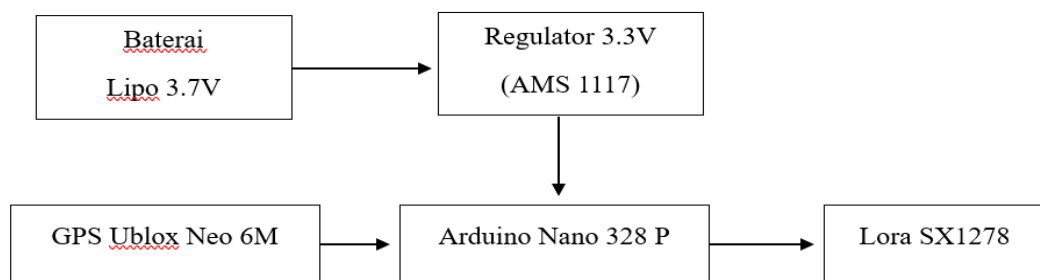 Baterai
Lipo 3.7V
Regulator 3.3V
(AMS 1117)
GPS Ublox Neo 6M
Arduino Nano 328 P
Lora SX1278